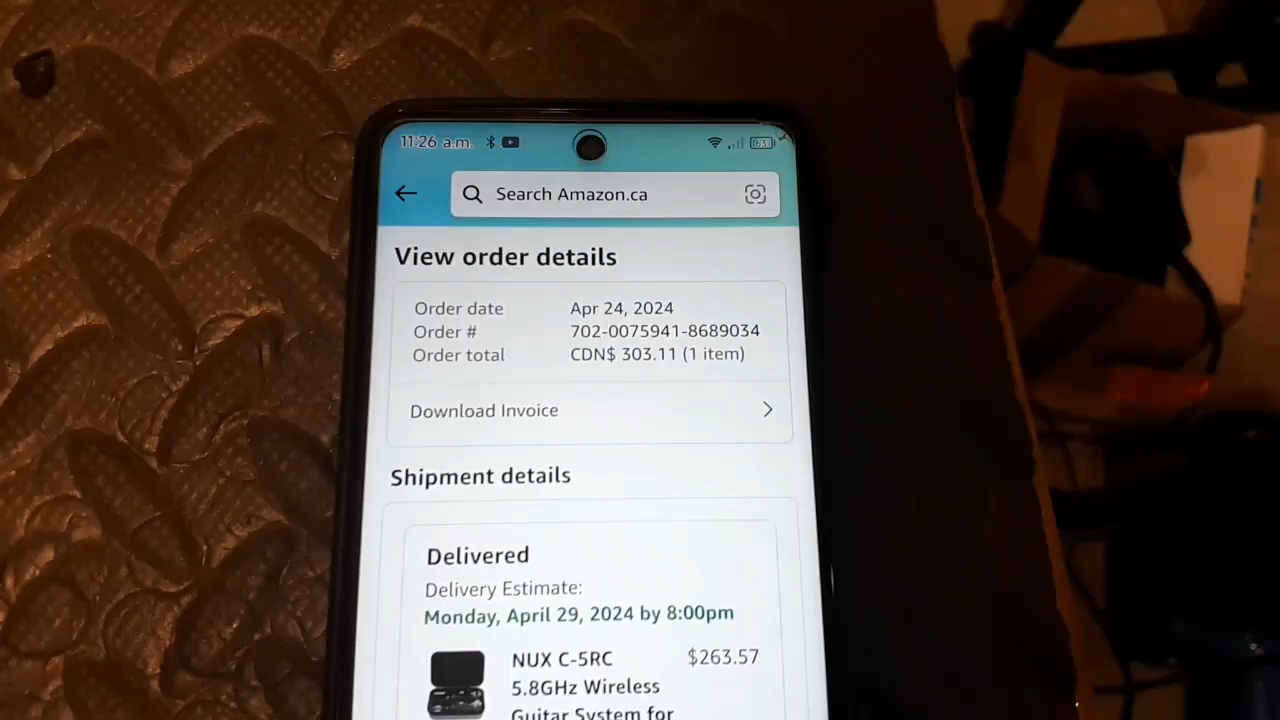 11:26 a.m.
Search Amazon.ca
View order details
Order date Apr 24, 2024
Order # 702-0075941-8689034
Order total CDN$ 303.11 (1 item)
Download Invoice
Shipment details
Delivered
Delivery Estimate:
Monday, April 29, 2024 by 8:00pm
NUX C-5RC $263.57
5.8GHz Wireless
Guitar System for